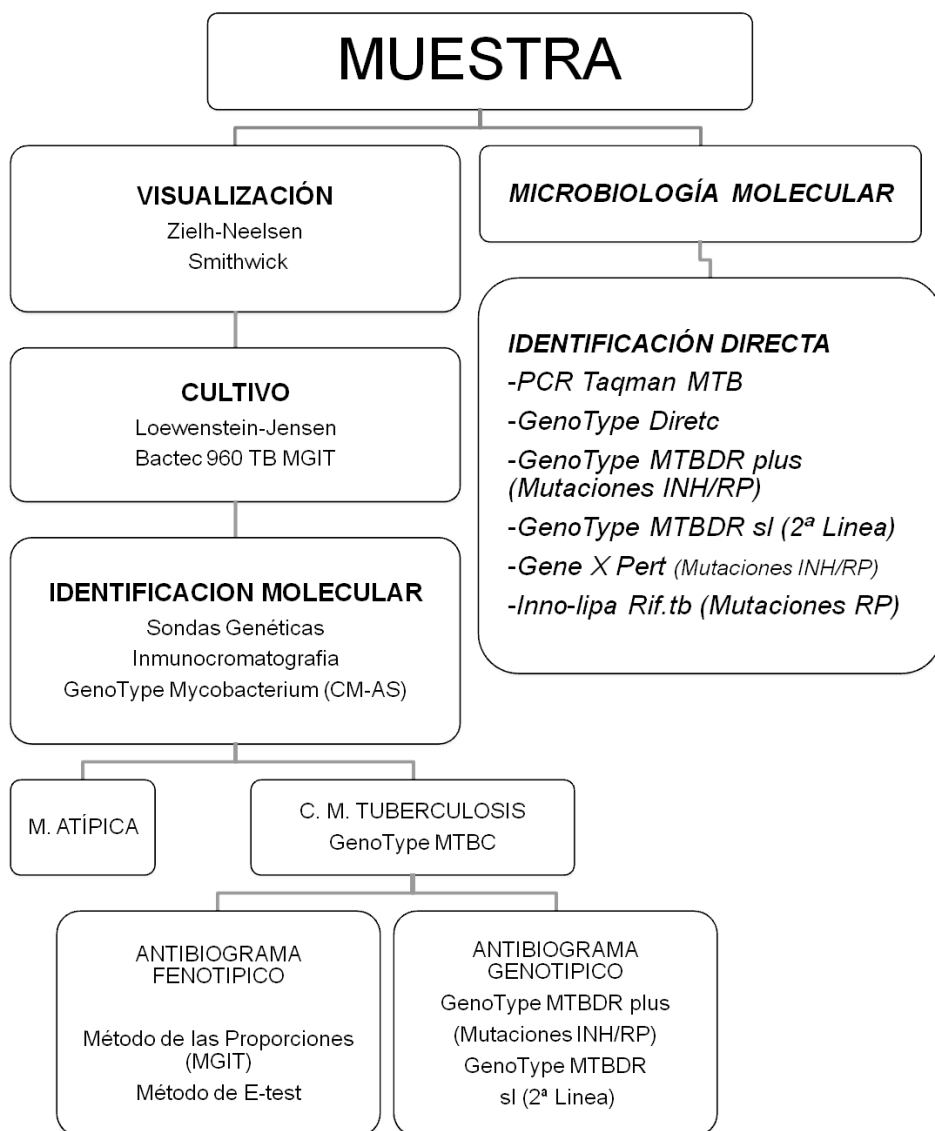 MUESTRA
VISUALIZACIÓN
Zielh-Neelsen
Smithwick
MICROBIOLOGÍA MOLECULAR
CULTIVO
Loewenstein-Jensen
Bactec 960 TB MGIT
IDENTIFICACIÓN DIRECTA
-PCR Taqman MTB
-GenoType Diretc
-GenoType MTBDR plus
(Mutaciones INH/RP)
-GenoType MTBDR sl (2ª Linea)
-Gene X Pert (Mutaciones INH/RP)
-Inno-lipa Rif.tb (Mutaciones RP)
IDENTIFICACION MOLECULAR
Sondas Genéticas
Inmunocromatografia
GenoType Mycobacterium (CM-AS)
M. ATÍPICA
C. M. TUBERCULOSIS
GenoType MTBC
ANTIBIOGRAMA
FENOTIPICO
Método de las Proporciones
(MGIT)
Método de E-test
ANTIBIOGRAMA
GENOTIPICO
GenoType MTBDR plus
(Mutaciones INH/RP)
GenoType MTBDR
sl (2ª Linea)